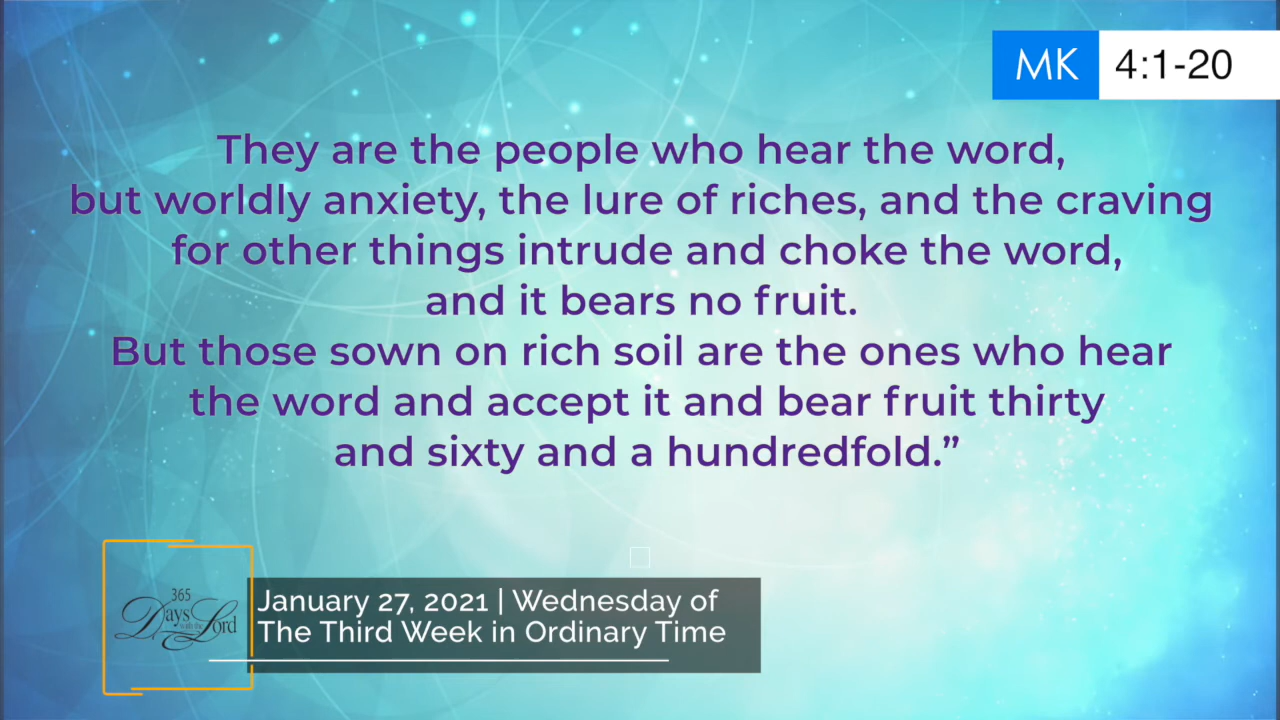 MK 4:1-20
They are the people who hear the word,
but worldly anxiety, the lure of riches, and the craving
for other things intrude and choke the word,
and it bears no fruit.
But those sown on rich soil are the ones who hear
the word and accept it and bear fruit thirty
and sixty and a hundredfold.”
365
Days with the Lord
January 27, 2021 | Wednesday of
The Third Week in Ordinary Time